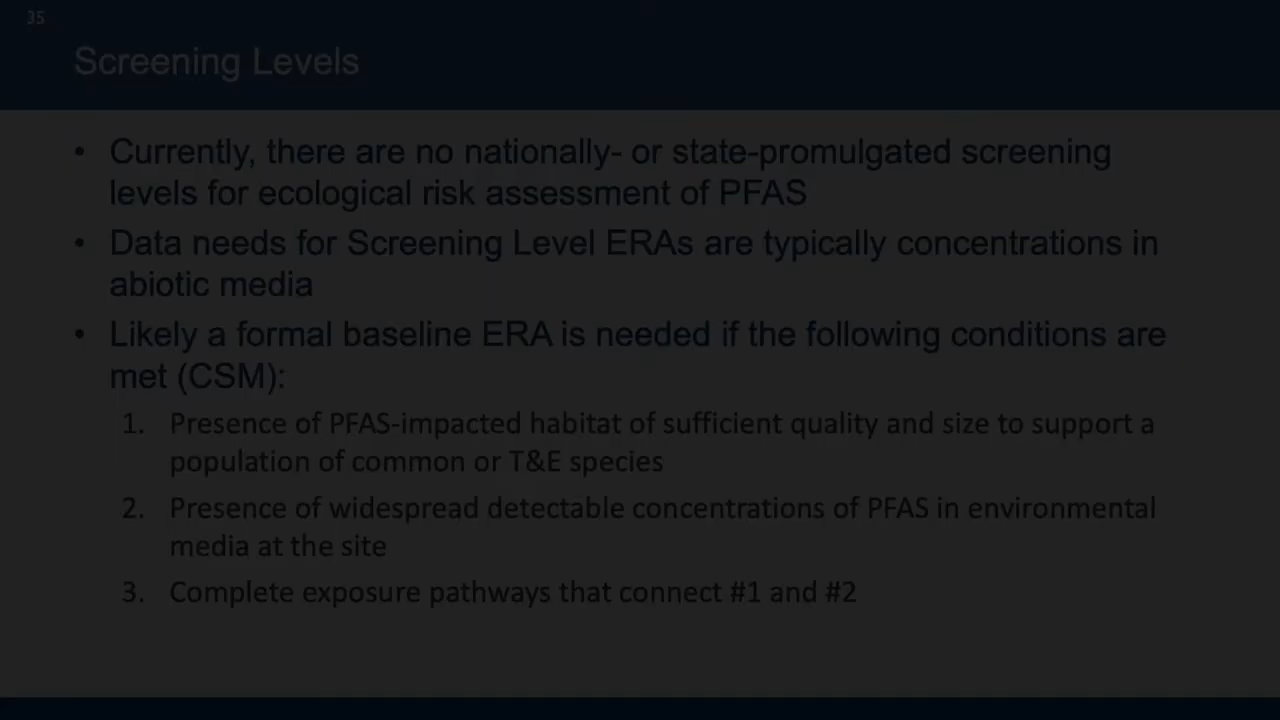 35
Screening Levels
• Currently, there are no nationally- or state-promulgated screening
levels for ecological risk assessment of PFAS
• Data needs for Screening Level ERAs are typically concentrations in
abiotic media
• Likely a formal baseline ERA is needed if the following conditions are
met (CSM):
1. Presence of PFAS-impacted habitat of sufficient quality and size to support a
population of common or T&E species
2. Presence of widespread detectable concentrations of PFAS in environmental
media at the site
3. Complete exposure pathways that connect #1 and #2